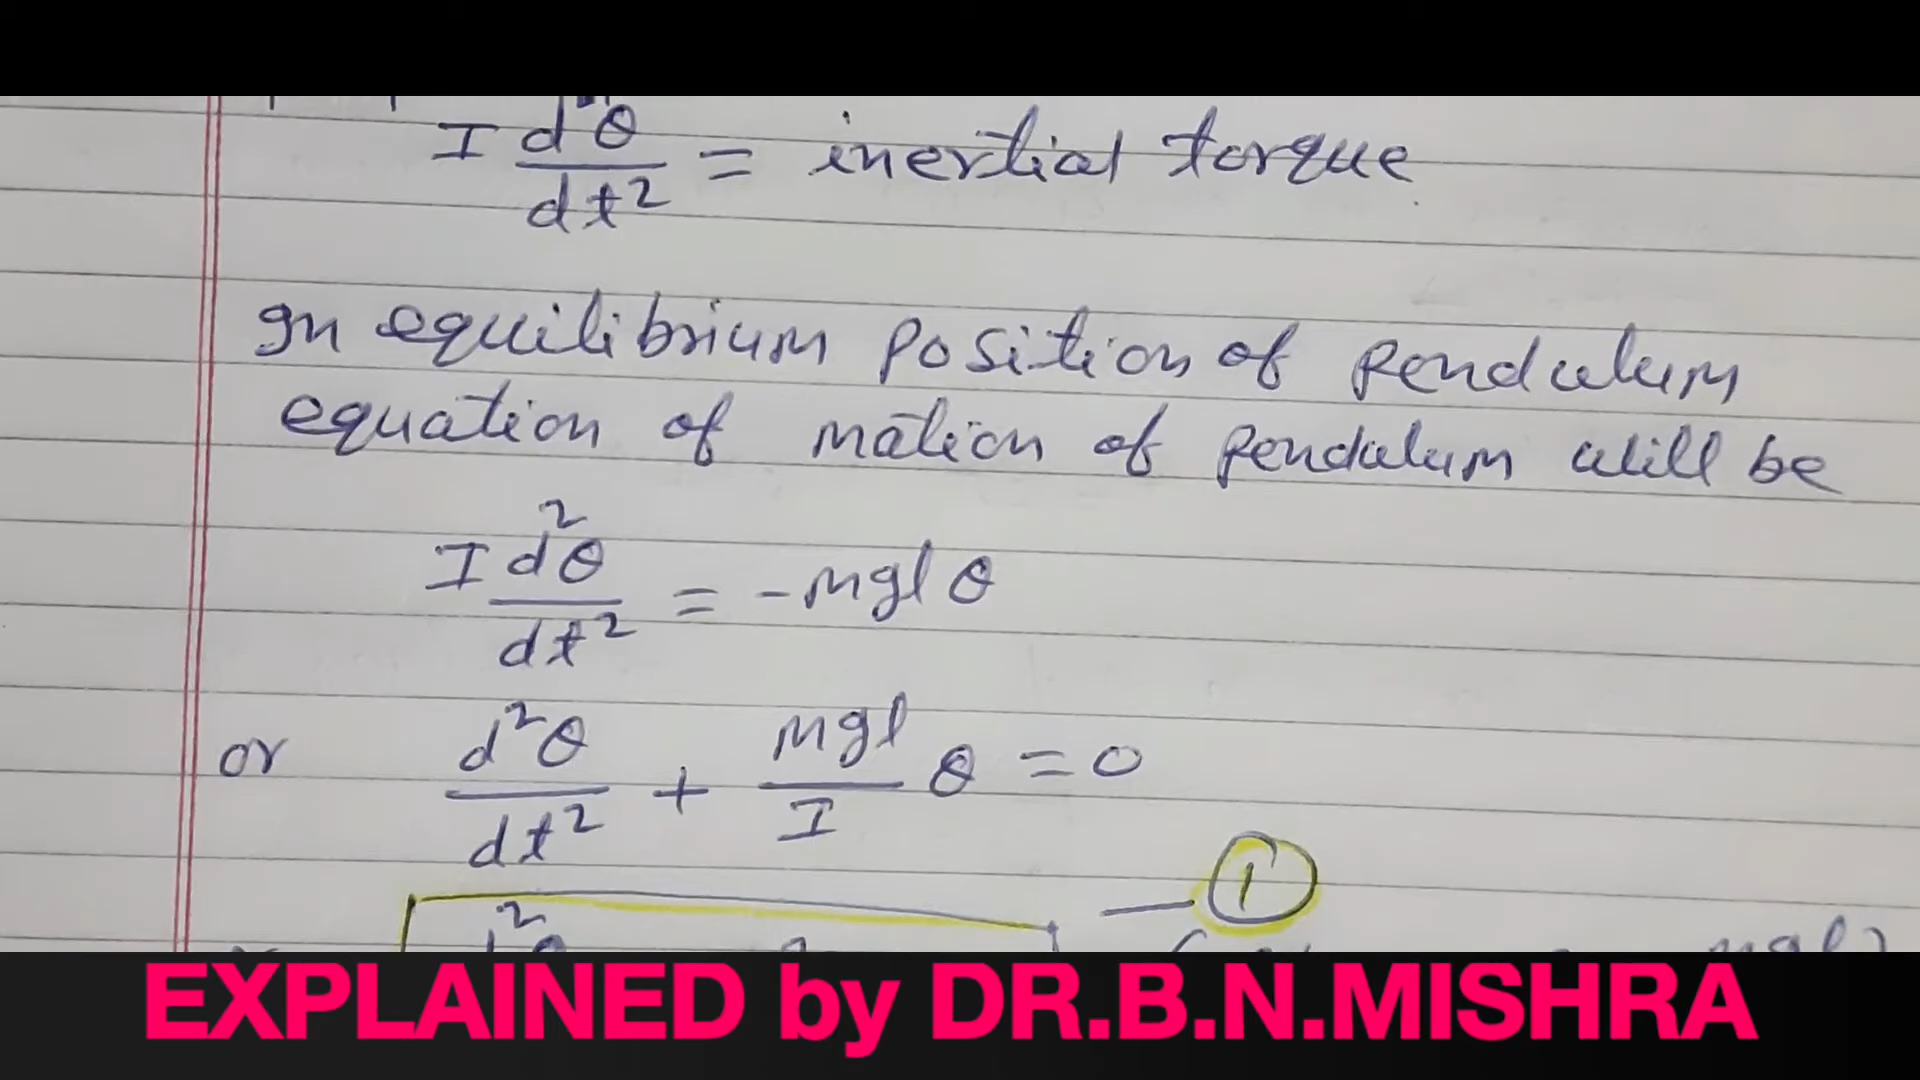 I d²θ/dt² = inertial torque
In equilibrium position of pendulum
equation of motion of pendulum will be
I d²θ/dt² = -mglθ
or d²θ/dt² + mgl/I θ = 0
— ①
EXPLAINED by DR.B.N.MISHRA